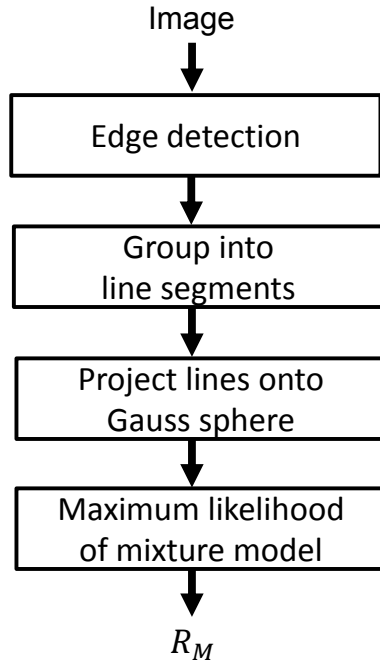 Image
Edge detection
Group into
line segments
Project lines onto
Gauss sphere
Maximum likelihood
of mixture model
R_M